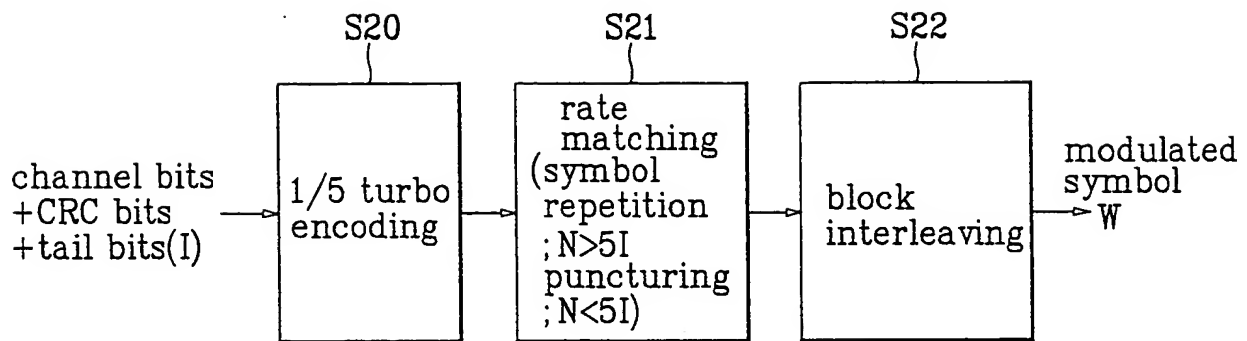 S20
S21
S22
channel bits
+CRC bits
+tail bits(I)
1/5 turbo
encoding
rate
matching
(symbol
repetition
;N>5I
puncturing
;N<5I)
block
interleaving
modulated
symbol
W